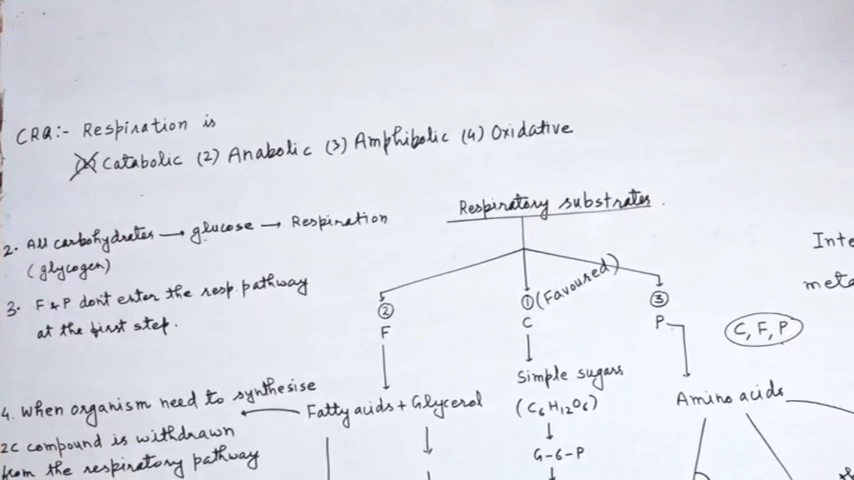 CRQ:- Respiration is
(1) Catabolic (2) Anabolic (3) Amphibolic (4) Oxidative
Respiratory substrates.
2. All carbohydrates → glucose → Respiration
(glycogen)
3. F & P dont enter the resp. pathway
at the first step.
② F
① (Favoured) C
③ P
C, F, P
Simple sugars
(C6H12O6)
G-6-P
Fatty acids + Glycerol
Amino acids
4. When organism need to synthesise
2C compound is withdrawn
from the respiratory pathway